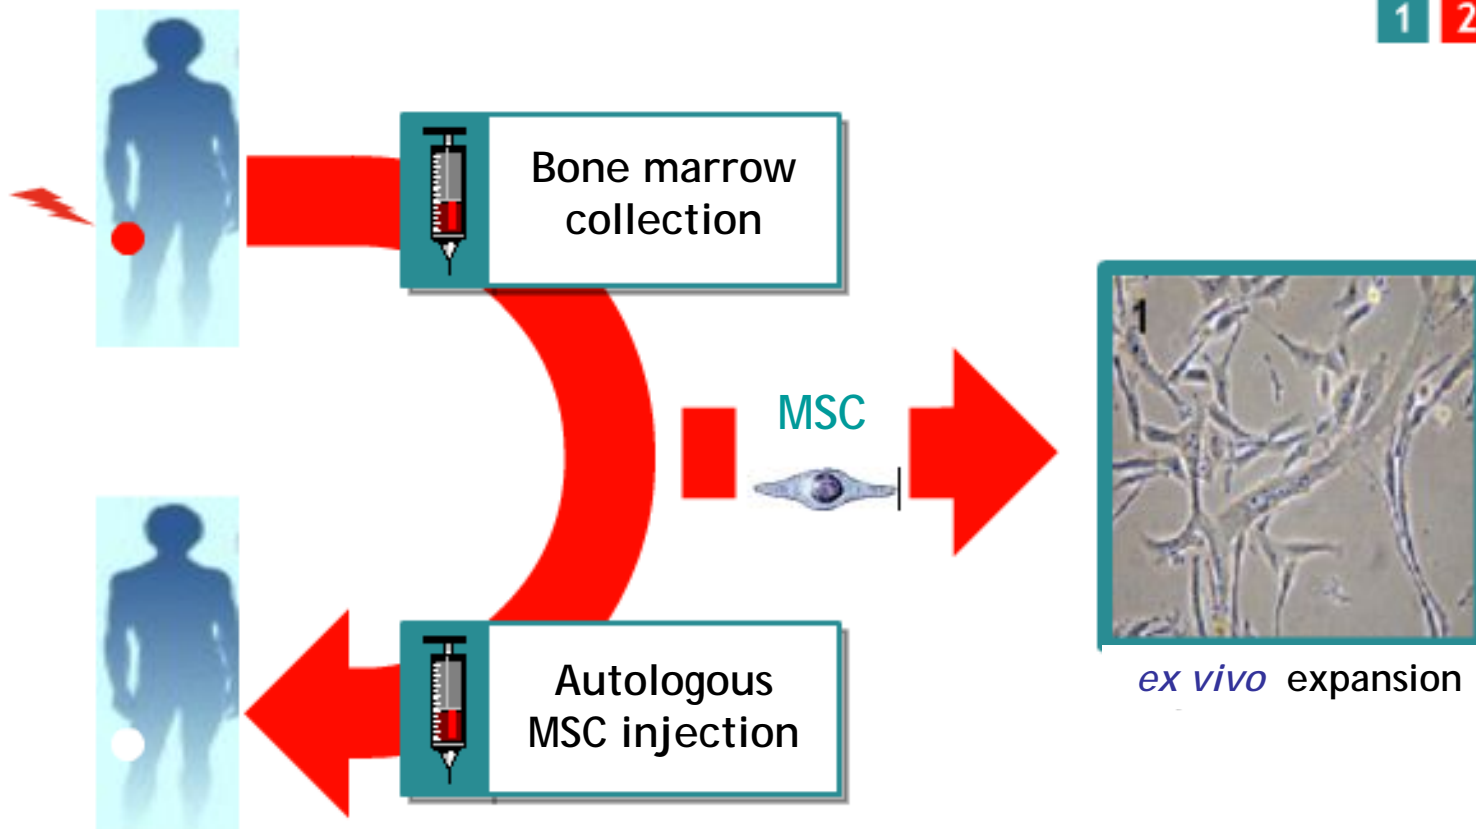 1 2
Bone marrow
collection
1
MSC
Autologous
MSC injection
ex vivo expansion